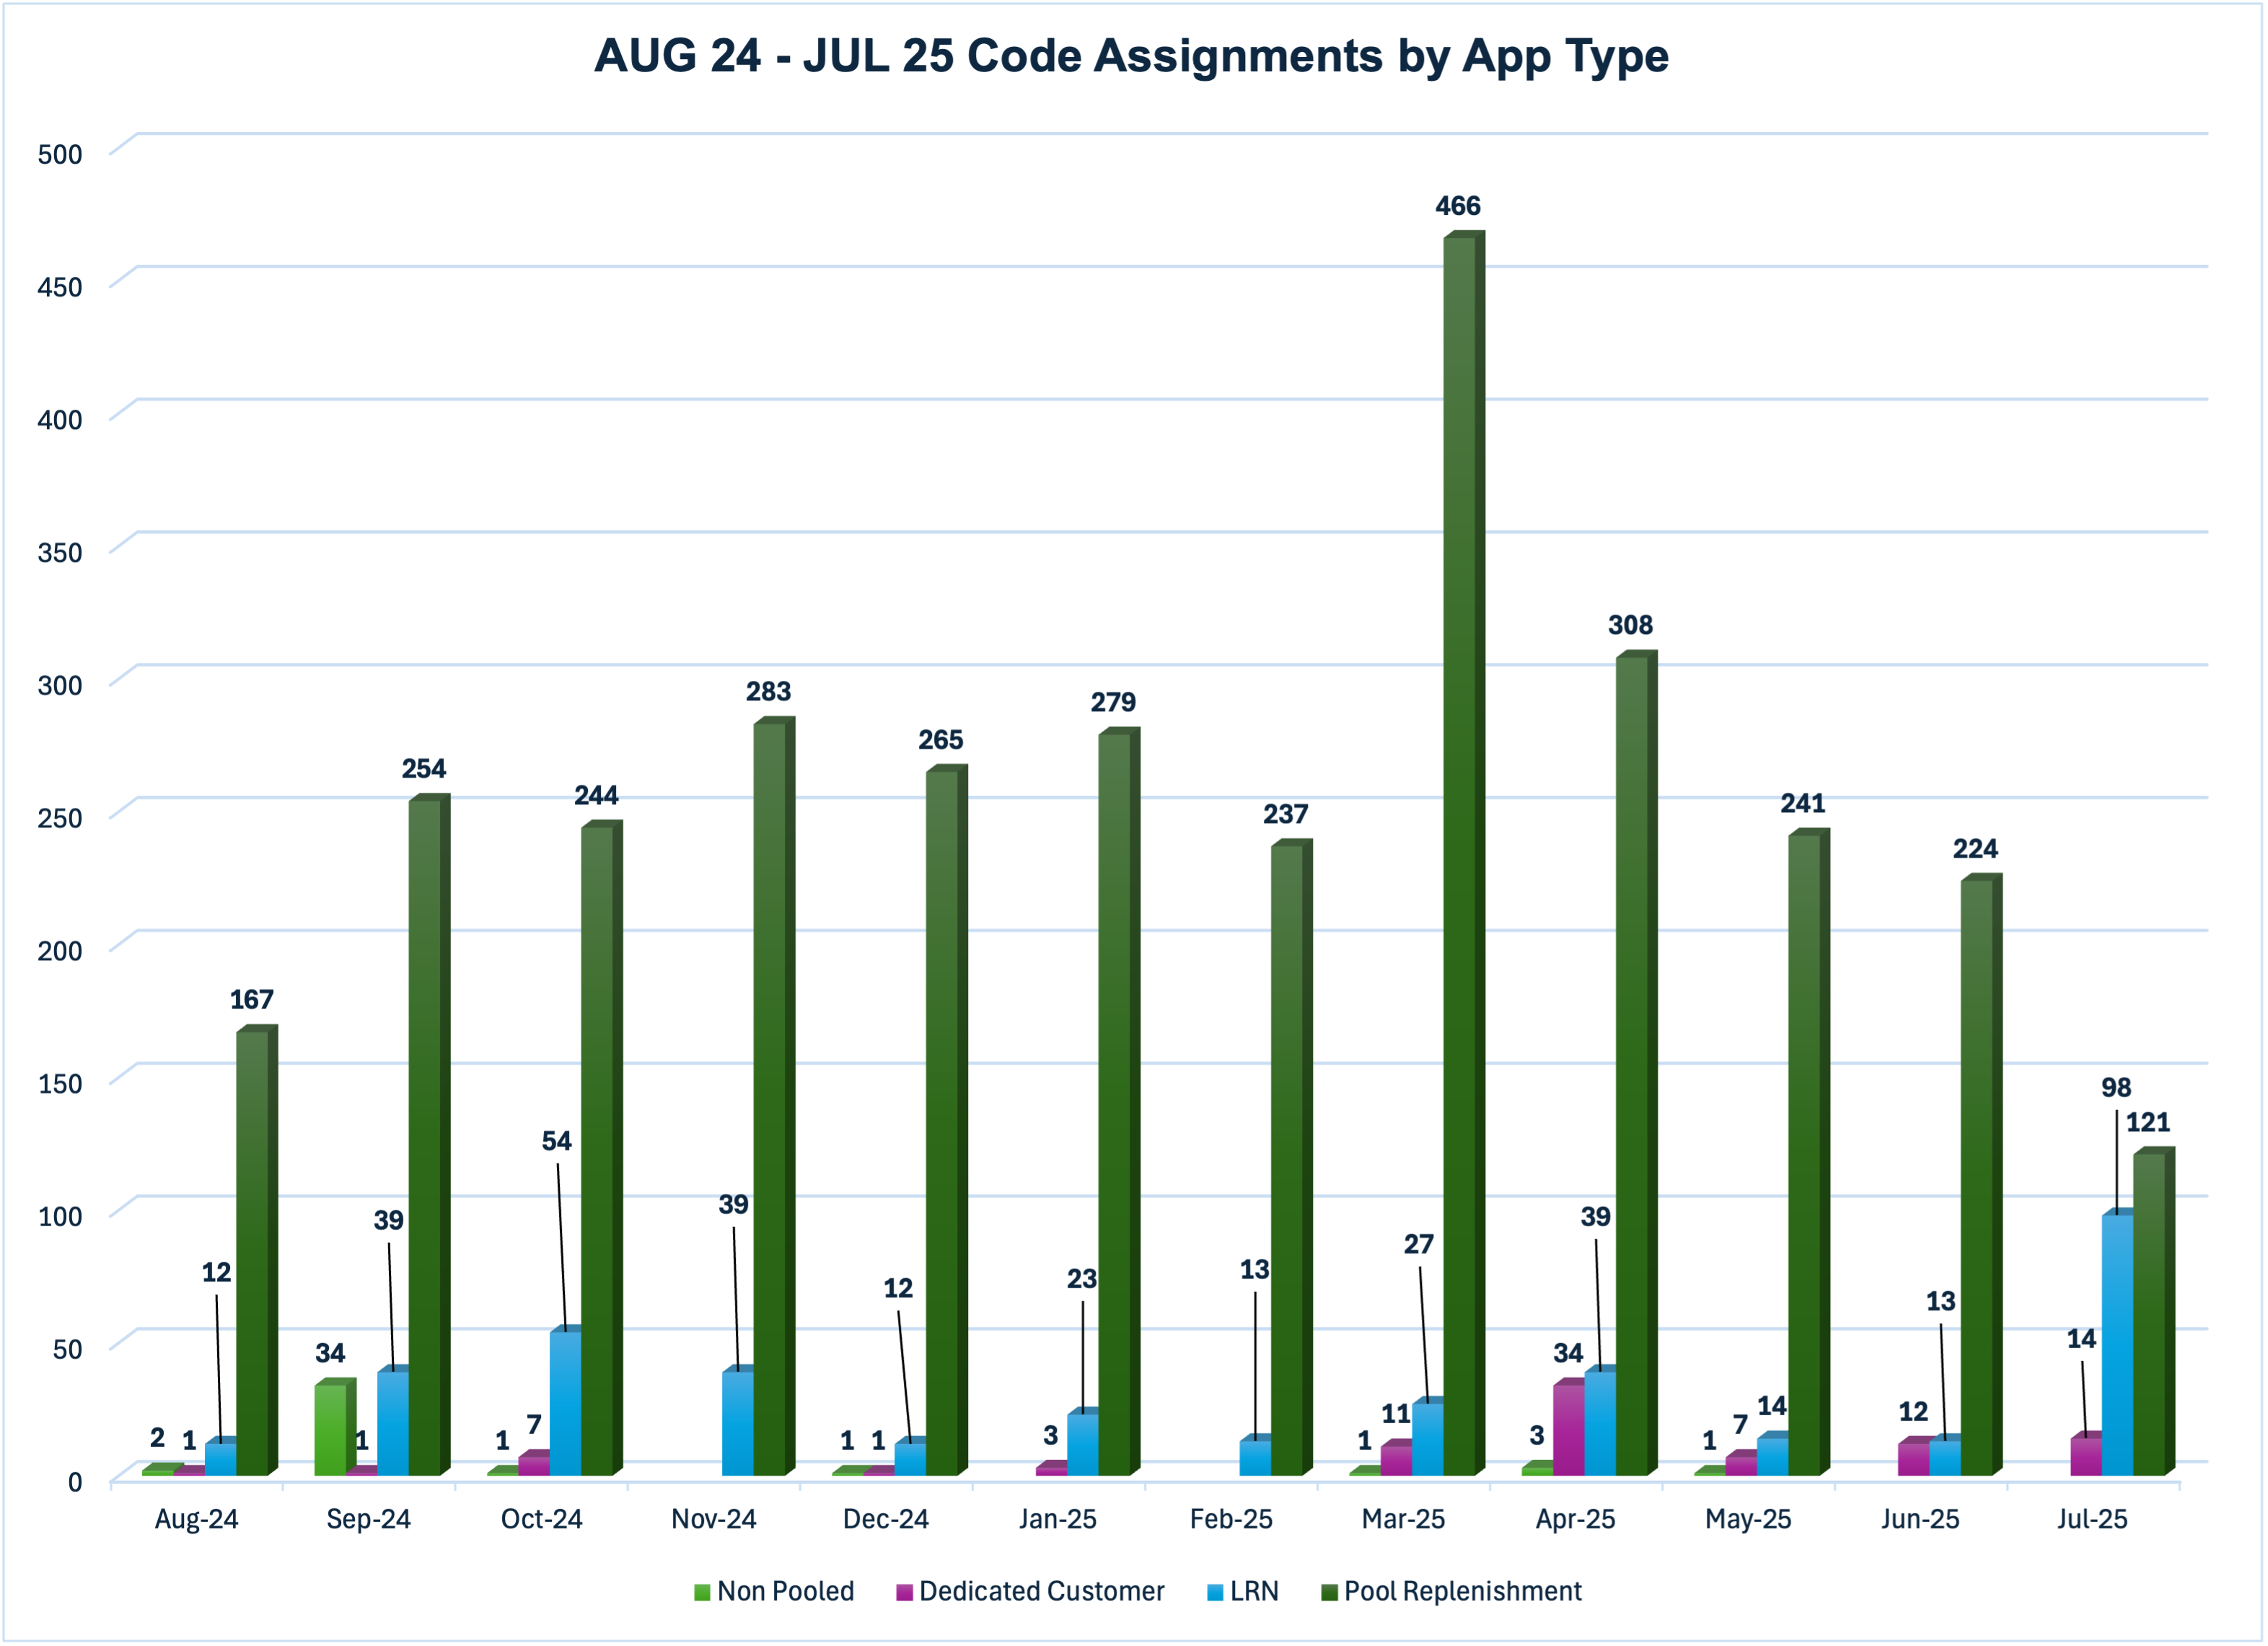 AUG 24 - JUL 25 Code Assignments by App Type
500
450
400
350
300
250
200
150
100
50
0
2 1 12 167
34 1 39 254
1 7 54 244
39 283
1 1 12 265
3 23 279
13 237
1 11 27 466
3 34 39 308
1 7 14 241
12 13 224
14 98 121
Aug-24 Sep-24 Oct-24 Nov-24 Dec-24 Jan-25 Feb-25 Mar-25 Apr-25 May-25 Jun-25 Jul-25
Non Pooled Dedicated Customer LRN Pool Replenishment